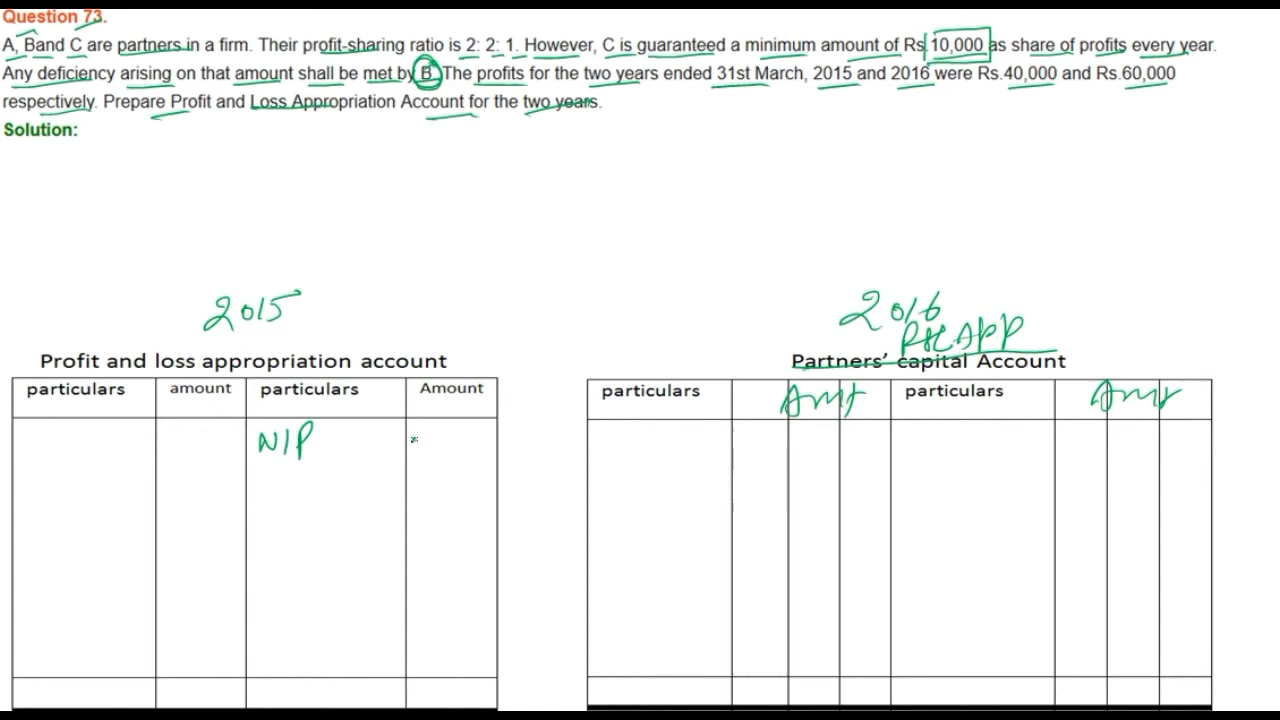 Question 73.
A, Band C are partners in a firm. Their profit-sharing ratio is 2: 2: 1. However, C is guaranteed a minimum amount of Rs 10,000 as share of profits every year.
Any deficiency arising on that amount shall be met by B. The profits for the two years ended 31st March, 2015 and 2016 were Rs.40,000 and Rs.60,000
respectively. Prepare Profit and Loss Appropriation Account for the two years.
Solution:
2015
2016
P&L APP
Profit and loss appropriation account
Partners’ capital Account
particulars amount particulars Amount
particulars Amt particulars Amt
N/P